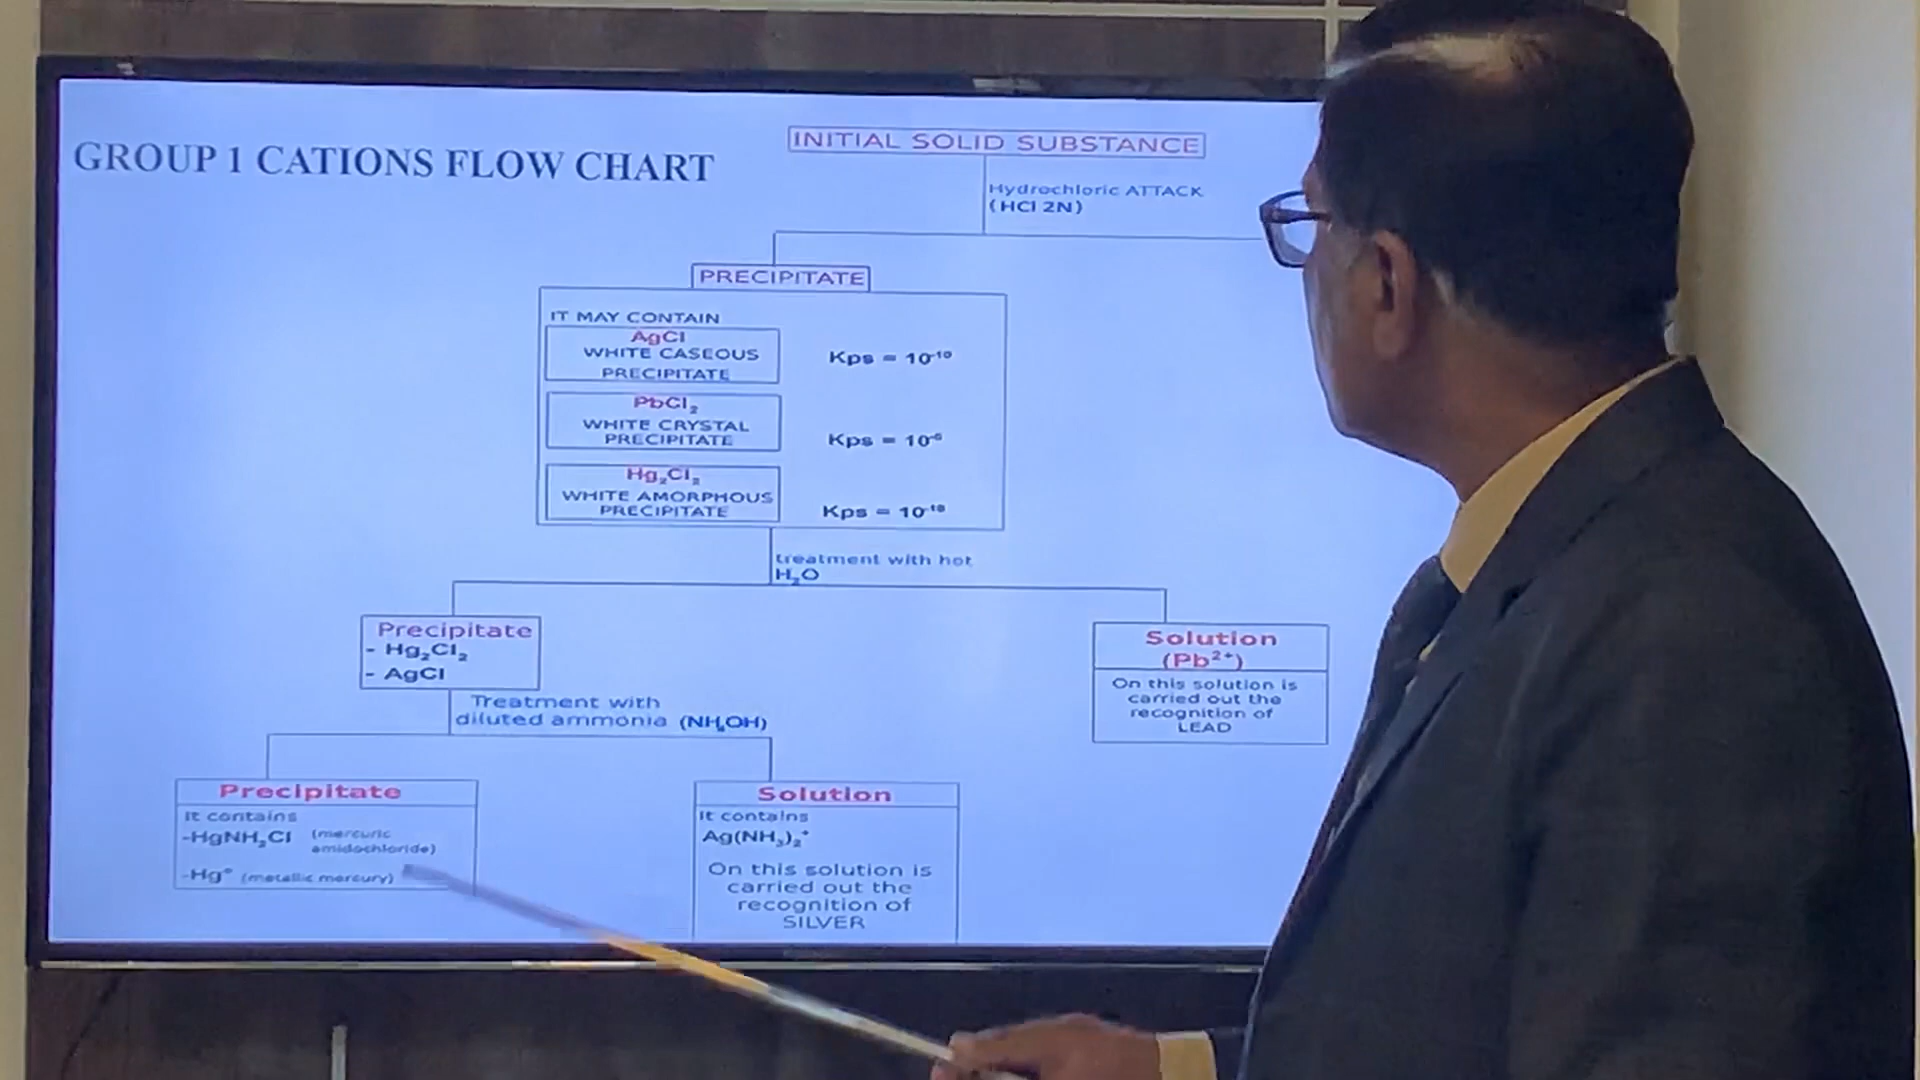 GROUP 1 CATIONS FLOW CHART
INITIAL SOLID SUBSTANCE
Hydrochloric ATTACK
(HCl 2N)
PRECIPITATE
IT MAY CONTAIN
AgCl
WHITE CASEOUS
PRECIPITATE
Kps = 10⁻¹⁰
PbCl₂
WHITE CRYSTAL
PRECIPITATE
Kps = 10
Hg₂Cl₂
WHITE AMORPHOUS
PRECIPITATE
Kps = 10⁻¹⁸
treatment with hot
H₂O
Precipitate
- Hg₂Cl₂
- AgCl
Solution
(Pb²⁺)
On this solution is
carried out the
recognition of
LEAD
Treatment with
diluted ammonia (NH₄OH)
Precipitate
It contains
-HgNH₂Cl (mercuric
amidochloride)
-Hg° (metallic mercury)
Solution
It contains
Ag(NH₃)₂⁺
On this solution is
carried out the
recognition of
SILVER